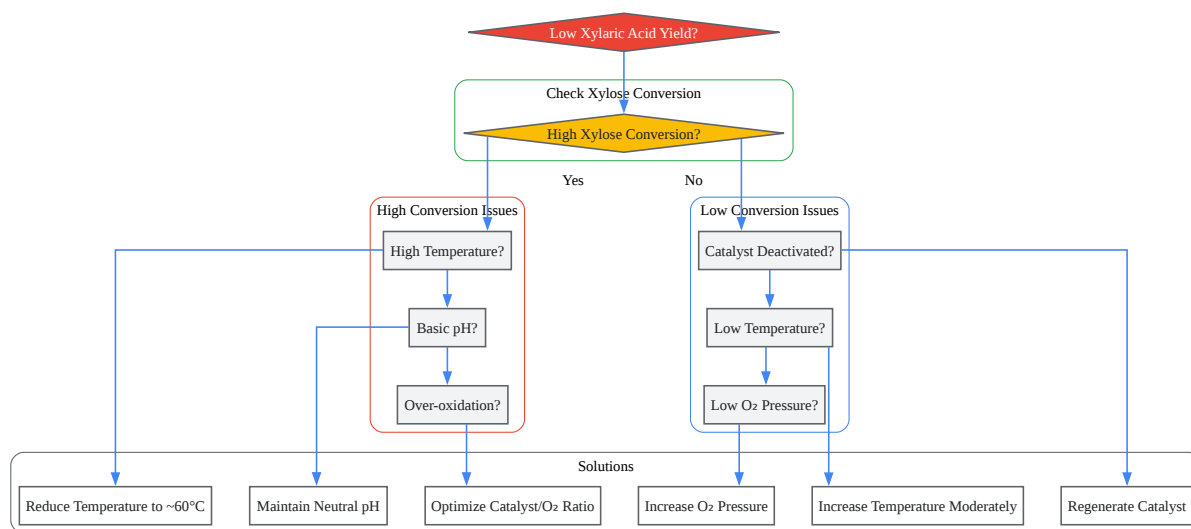 Low Xylaric Acid Yield?
Check Xylose Conversion
High Xylose Conversion?
Yes
No
High Conversion Issues
Low Conversion Issues
High Temperature?
Catalyst Deactivated?
Basic pH?
Low Temperature?
Over-oxidation?
Low O₂ Pressure?
Solutions
Reduce Temperature to ~60°C
Maintain Neutral pH
Optimize Catalyst/O₂ Ratio
Increase O₂ Pressure
Increase Temperature Moderately
Regenerate Catalyst